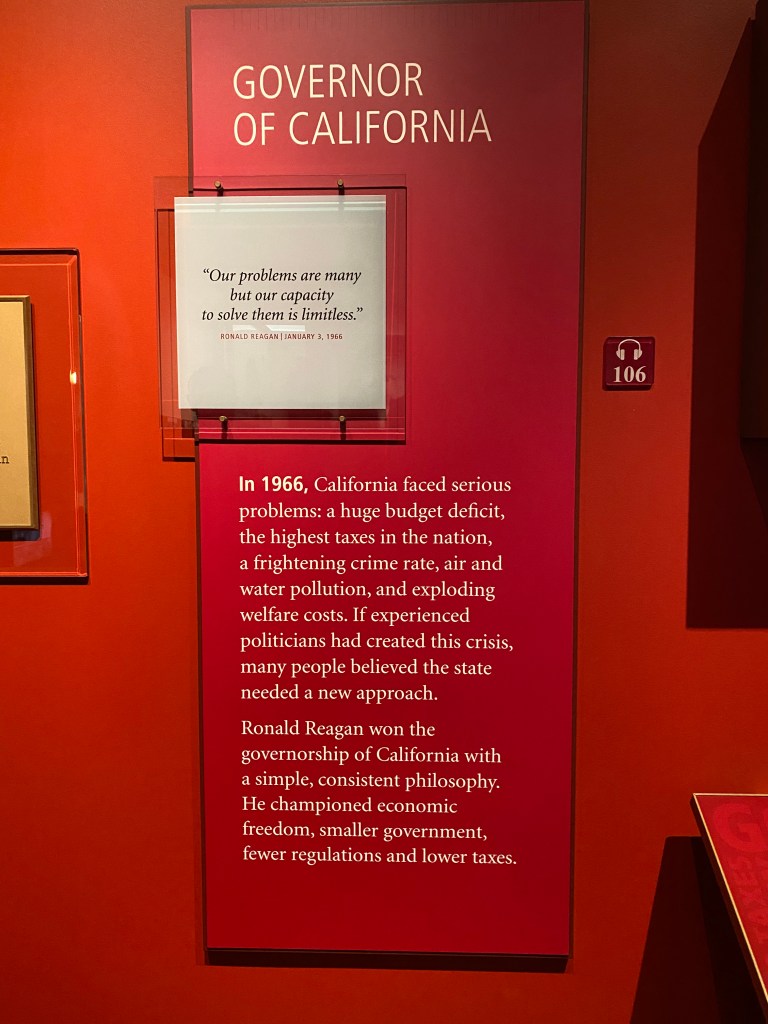 GOVERNOR
OF CALIFORNIA
“Our problems are many
but our capacity
to solve them is limitless.”
RONALD REAGAN | JANUARY 3, 1966
106
In 1966, California faced serious
problems: a huge budget deficit,
the highest taxes in the nation,
a frightening crime rate, air and
water pollution, and exploding
welfare costs. If experienced
politicians had created this crisis,
many people believed the state
needed a new approach.
Ronald Reagan won the
governorship of California with
a simple, consistent philosophy.
He championed economic
freedom, smaller government,
fewer regulations and lower taxes.